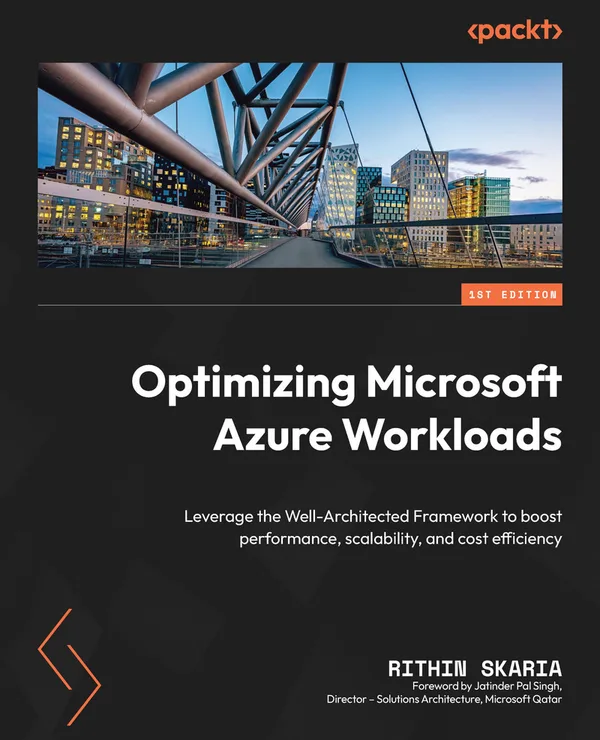 <packt>
1ST EDITION
Optimizing Microsoft
Azure Workloads
Leverage the Well-Architected Framework to boost
performance, scalability, and cost efficiency
RITHIN SKARIA
Foreword by Jatinder Pal Singh,
Director – Solutions Architecture, Microsoft Qatar